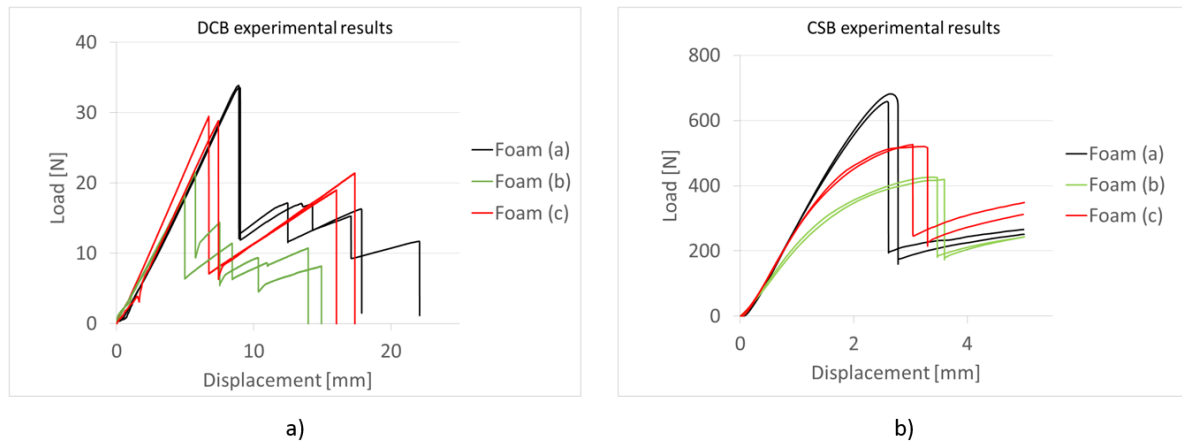 DCB experimental results
40
30
20
10
0
0 10 20
Load [N]
Displacement [mm]
Foam (a)
Foam (b)
Foam (c)
a)
CSB experimental results
800
600
400
200
0
0 2 4
Load [N]
Displacement [mm]
Foam (a)
Foam (b)
Foam (c)
b)